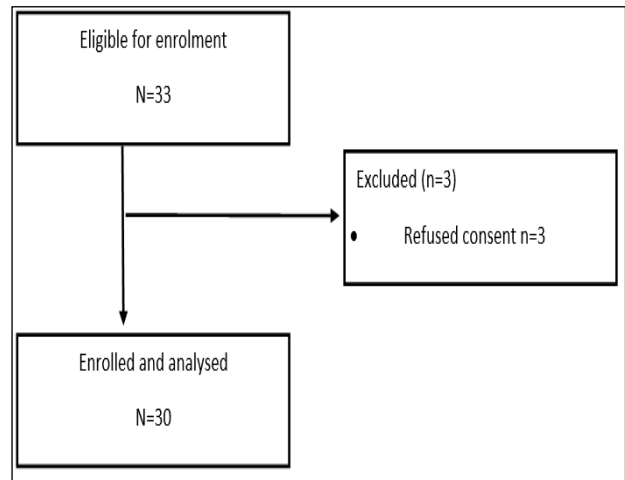 Eligible for enrolment
N=33
Excluded (n=3)
• Refused consent n=3
Enrolled and analysed
N=30